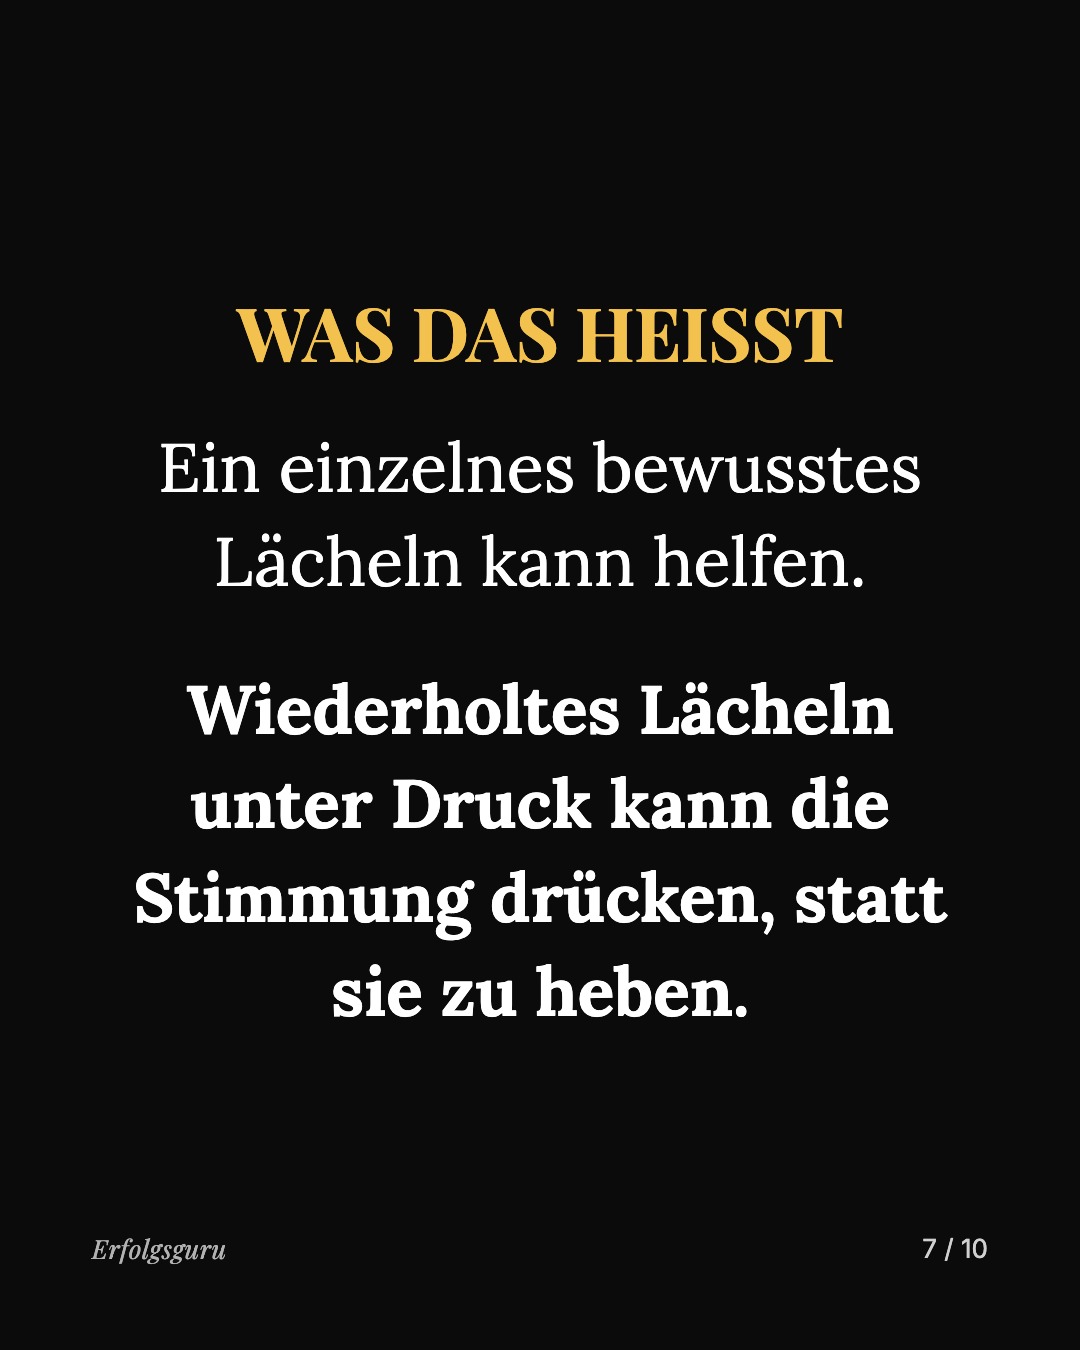 WAS DAS HEISST
Ein einzelnes bewusstes
Lächeln kann helfen.
Wiederholtes Lächeln
unter Druck kann die
Stimmung drücken, statt
sie zu heben.
Erfolgsguru
7 / 10